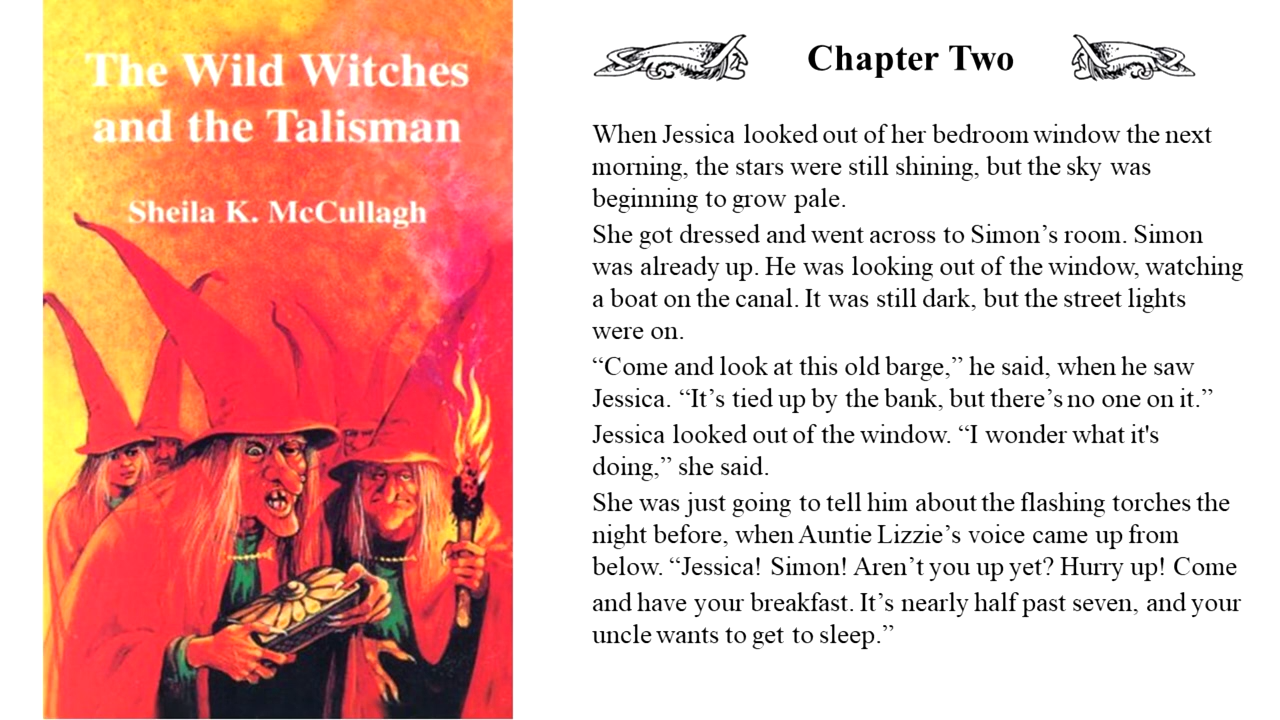 The Wild Witches
and the Talisman
Sheila K. McCullagh
Chapter Two
When Jessica looked out of her bedroom window the next
morning, the stars were still shining, but the sky was
beginning to grow pale.
She got dressed and went across to Simon’s room. Simon
was already up. He was looking out of the window, watching
a boat on the canal. It was still dark, but the street lights
were on.
“Come and look at this old barge,” he said, when he saw
Jessica. “It’s tied up by the bank, but there’s no one on it.”
Jessica looked out of the window. “I wonder what it's
doing,” she said.
She was just going to tell him about the flashing torches the
night before, when Auntie Lizzie’s voice came up from
below. “Jessica! Simon! Aren’t you up yet? Hurry up! Come
and have your breakfast. It’s nearly half past seven, and your
uncle wants to get to sleep.”